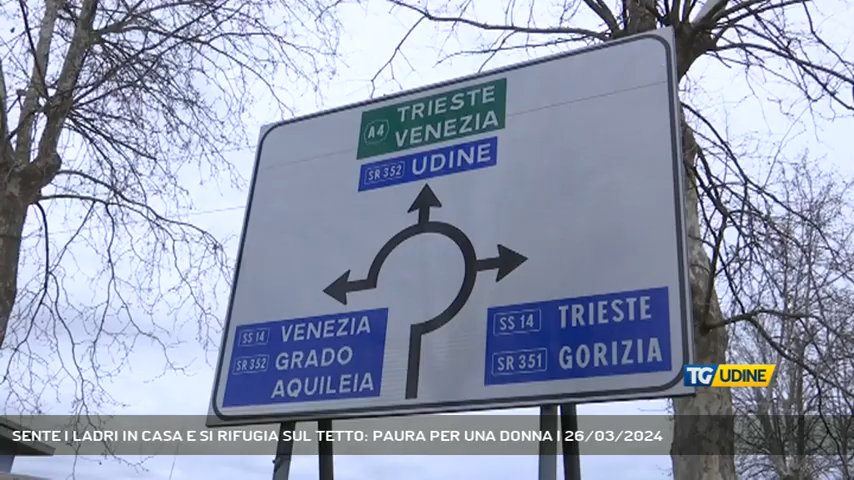 A4 TRIESTE
VENEZIA
SR 352 UDINE
SS 14 VENEZIA
SR 352 GRADO
AQUILEIA
SS 14 TRIESTE
SR 351 GORIZIA
TG UDINE
SENTE I LADRI IN CASA E SI RIFUGIA SUL TETTO: PAURA PER UNA DONNA | 26/03/2024